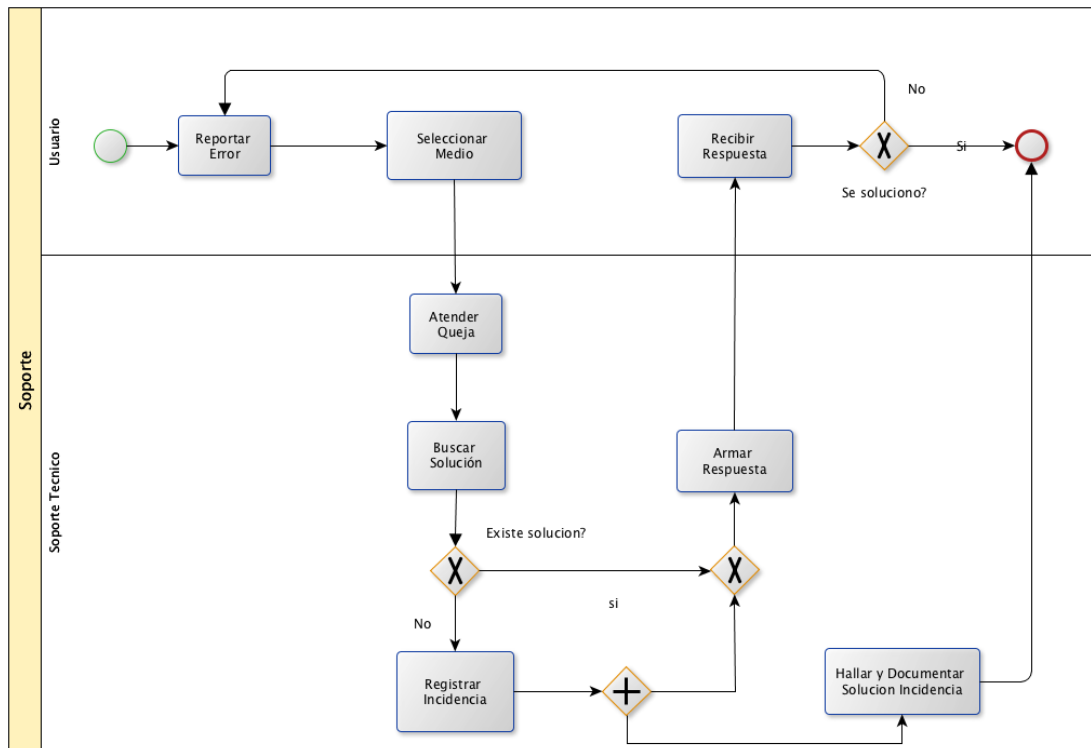 Soporte
Usuario
Reportar
Error
Seleccionar
Medio
Recibir
Respuesta
No
Si
Se soluciono?
Soporte Tecnico
Atender
Queja
Buscar
Solución
Armar
Respuesta
Existe solucion?
si
No
Registrar
Incidencia
Hallar y Documentar
Solucion Incidencia